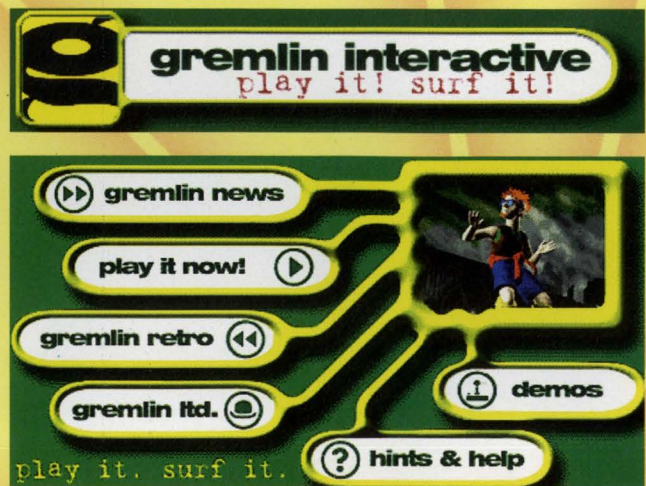 g
gremlin interactive
play it! surf it!
gremlin news
play it now!
gremlin retro
gremlin ltd.
demos
? hints & help
play it. surf it.